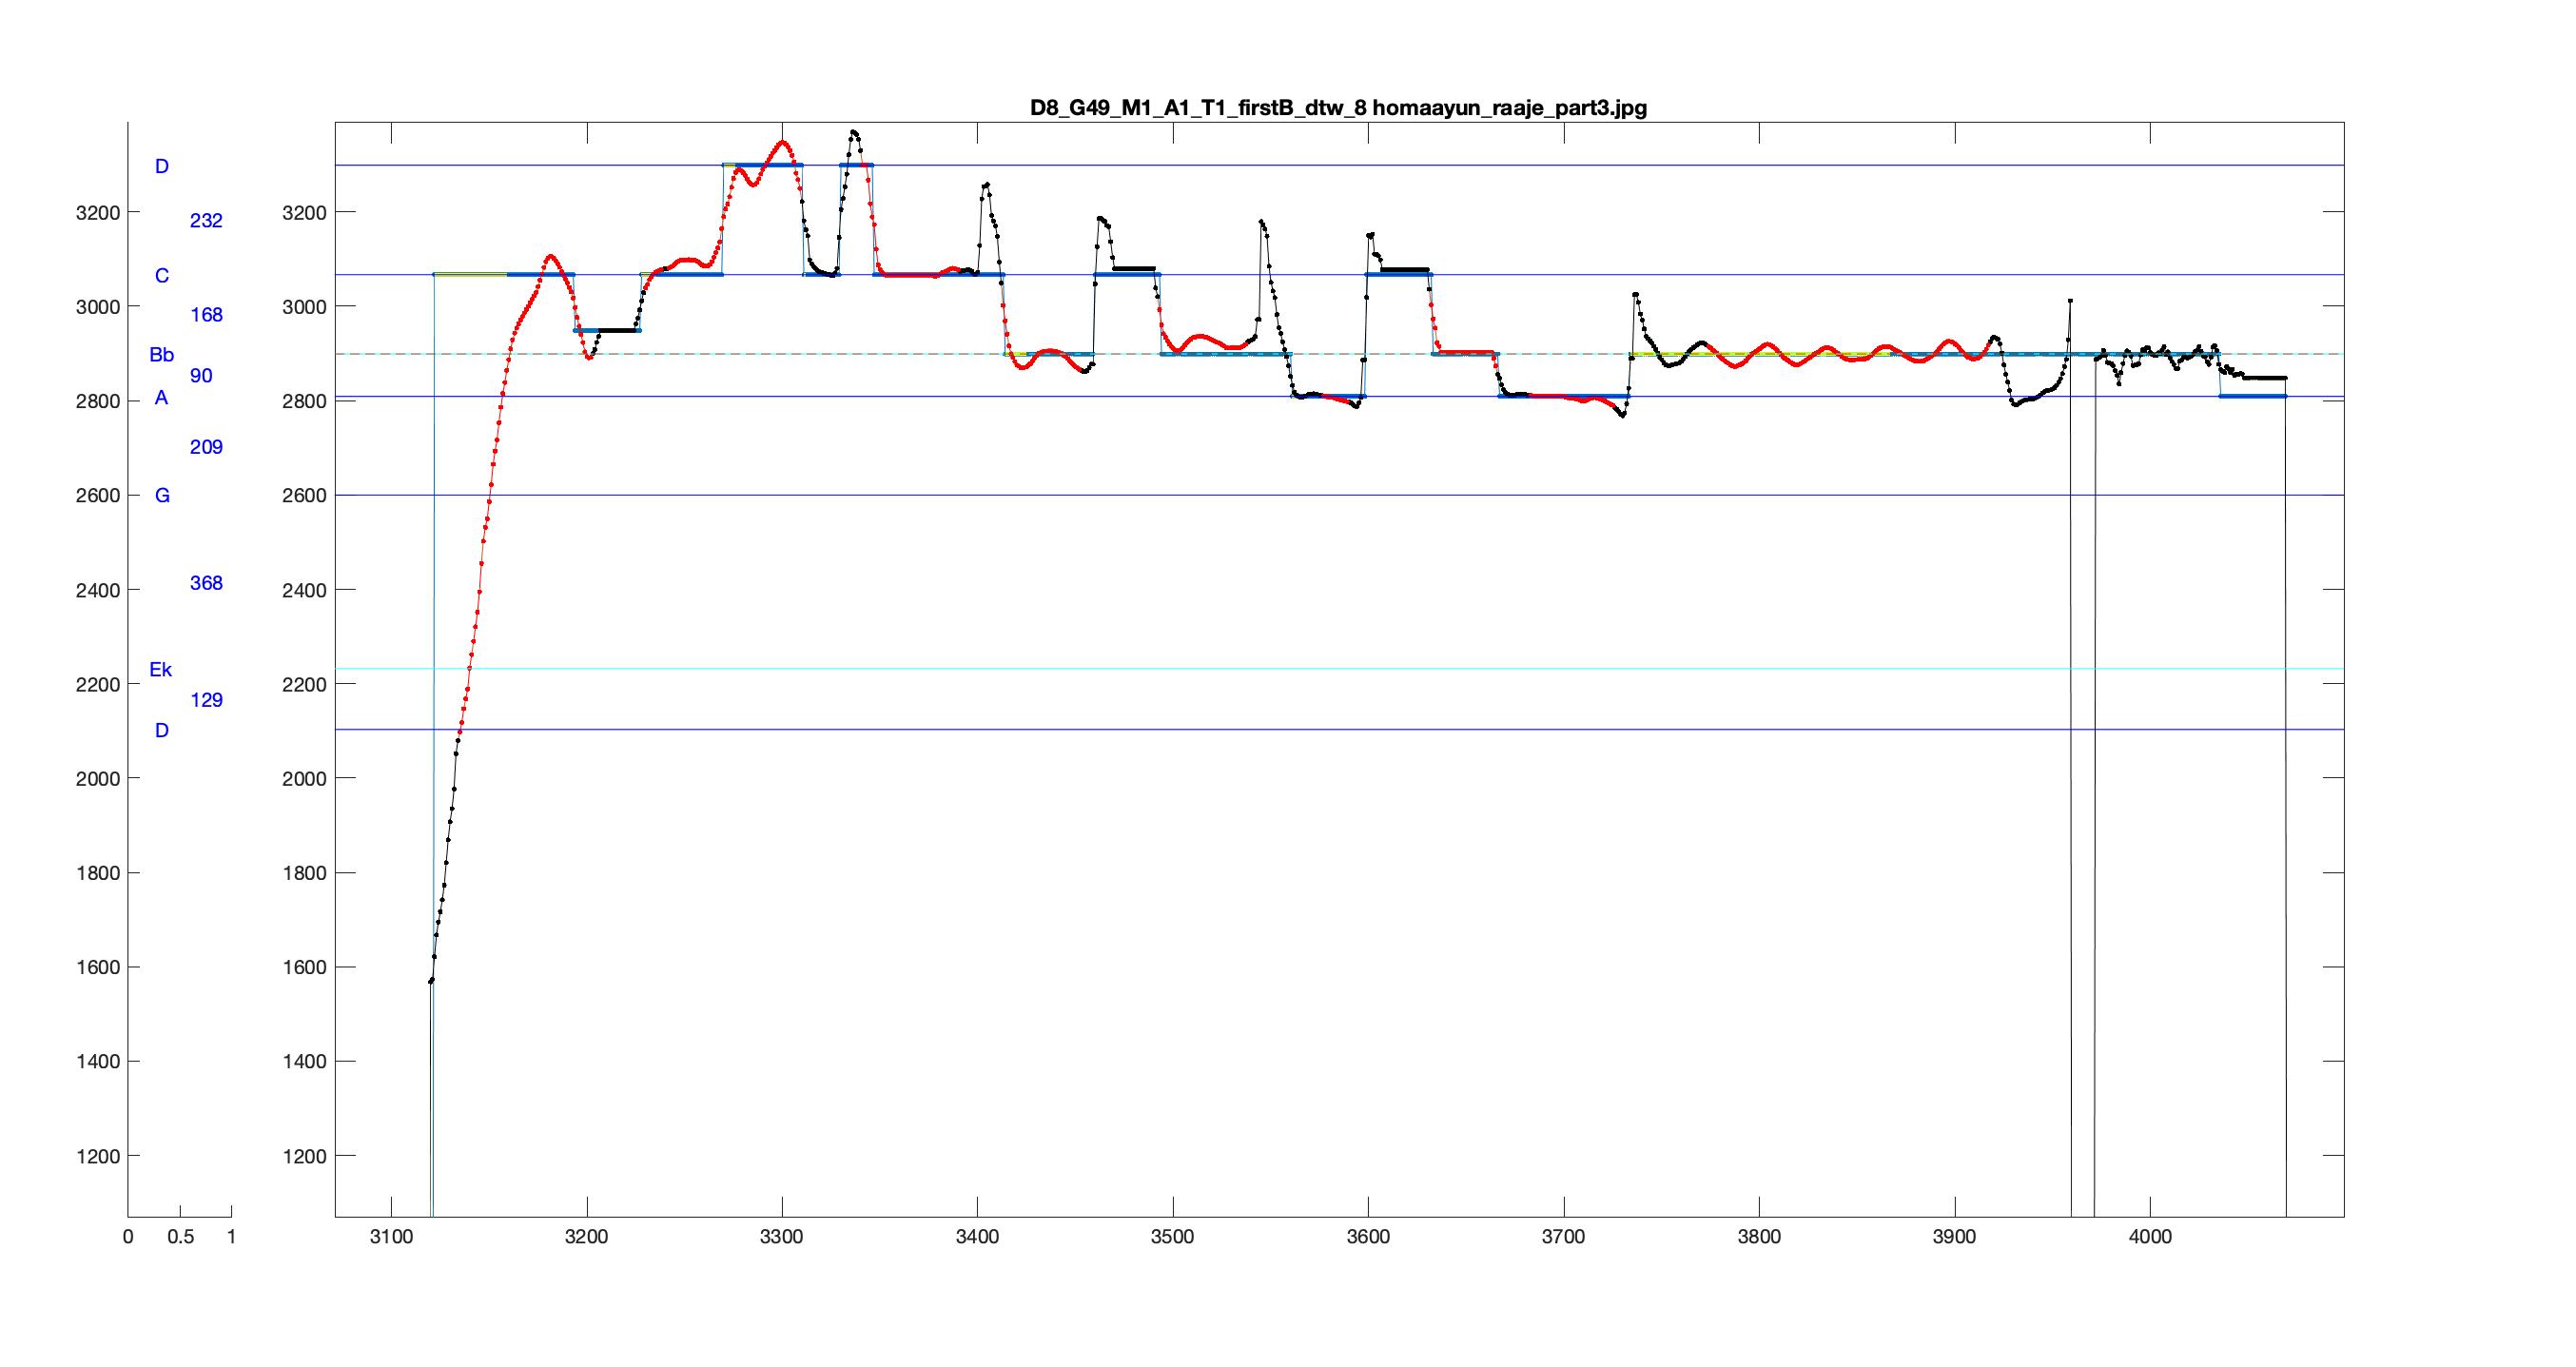 D8_G49_M1_A1_T1_firstB_dtw_8 homaayun_raaje_part3.jpg
D
3200 232 3200
C
3000 168 3000
Bb
90
A
2800 2800
209
2600 G 2600
2400 368 2400
Ek
2200 129 2200
D
2000 2000
1800 1800
1600 1600
1400 1400
1200 1200
0 0.5 1 3100 3200 3300 3400 3500 3600 3700 3800 3900 4000